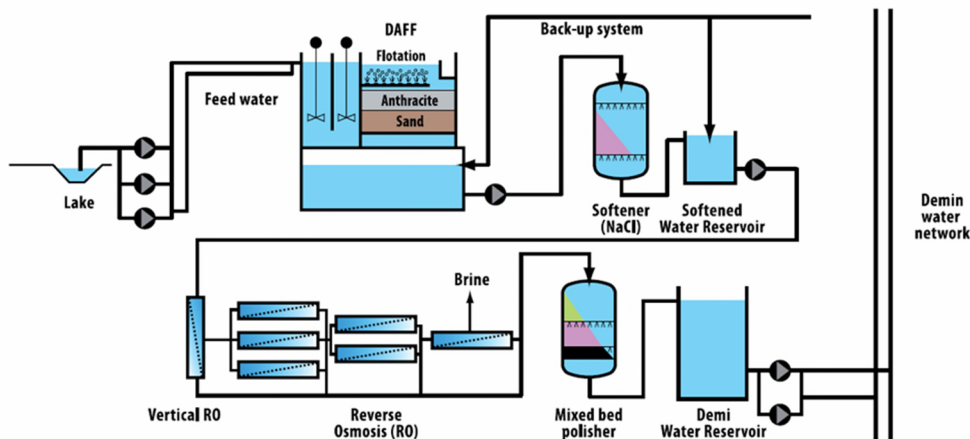 DAFF
Back-up system
Flotation
Feed water
Anthracite
Sand
Lake
Softener
(NaCl)
Softened
Water Reservoir
Demin
water
network
Brine
Vertical RO
Reverse
Osmosis (RO)
Mixed bed
polisher
Demi
Water Reservoir